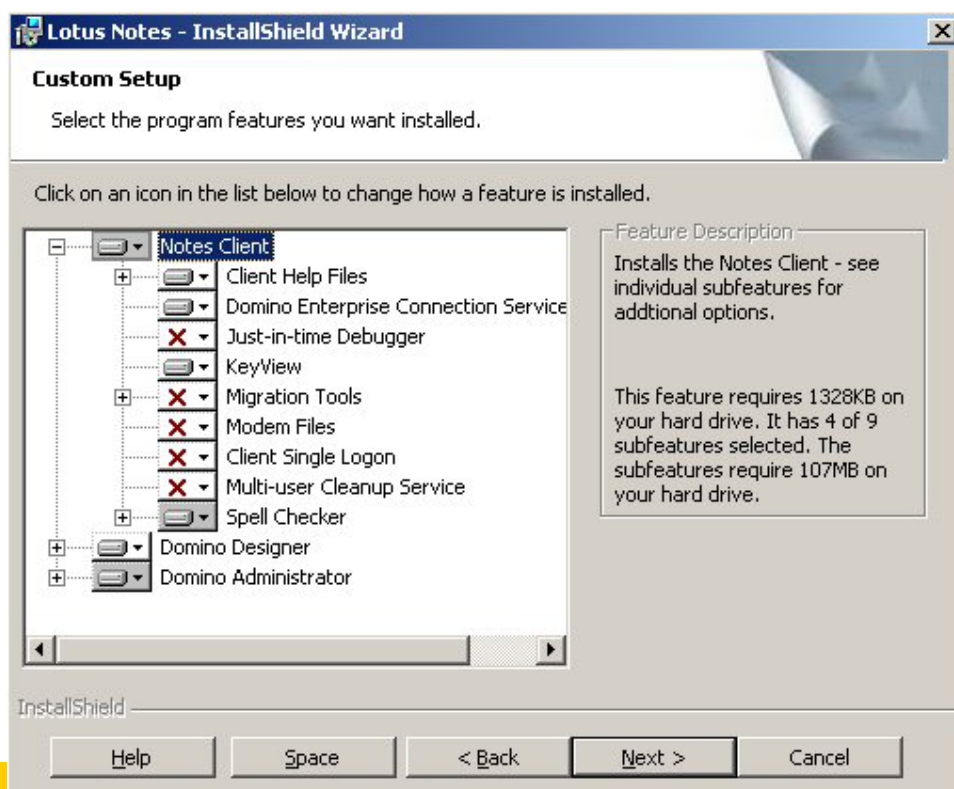 Lotus Notes - InstallShield Wizard
Custom Setup
Select the program features you want installed.
Click on an icon in the list below to change how a feature is installed.
Notes Client
Client Help Files
Domino Enterprise Connection Service
Just-in-time Debugger
KeyView
Migration Tools
Modem Files
Client Single Logon
Multi-user Cleanup Service
Spell Checker
Domino Designer
Domino Administrator
Feature Description
Installs the Notes Client - see
individual subfeatures for
addtional options.
This feature requires 1328KB on
your hard drive. It has 4 of 9
subfeatures selected. The
subfeatures require 107MB on
your hard drive.
InstallShield
Help
Space
< Back
Next >
Cancel